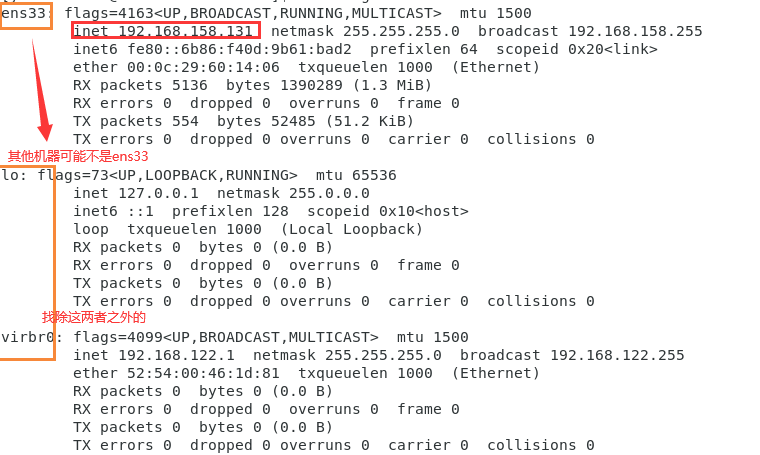 ens33: flags=4163<UP,BROADCAST,RUNNING,MULTICAST>  mtu 1500
inet 192.168.158.131  netmask 255.255.255.0  broadcast 192.168.158.255
inet6 fe80::6b86:f40d:9b61:bad2  prefixlen 64  scopeid 0x20<link>
ether 00:0c:29:60:14:06  txqueuelen 1000  (Ethernet)
RX packets 5136  bytes 1390289 (1.3 MiB)
RX errors 0  dropped 0  overruns 0  frame 0
TX packets 554  bytes 52485 (51.2 KiB)
TX errors 0  dropped 0 overruns 0  carrier 0  collisions 0
其他机器可能不是ens33
lo: flags=73<UP,LOOPBACK,RUNNING>  mtu 65536
inet 127.0.0.1  netmask 255.0.0.0
inet6 ::1  prefixlen 128  scopeid 0x10<host>
loop  txqueuelen 1000  (Local Loopback)
RX packets 0  bytes 0 (0.0 B)
RX errors 0  dropped 0  overruns 0  frame 0
TX packets 0  bytes 0 (0.0 B)
TX errors 0  dropped 0 overruns 0  carrier 0  collisions 0
找除这两者之外的
virbr0: flags=4099<UP,BROADCAST,MULTICAST>  mtu 1500
inet 192.168.122.1  netmask 255.255.255.0  broadcast 192.168.122.255
ether 52:54:00:46:1d:81  txqueuelen 1000  (Ethernet)
RX packets 0  bytes 0 (0.0 B)
RX errors 0  dropped 0  overruns 0  frame 0
TX packets 0  bytes 0 (0.0 B)
TX errors 0  dropped 0 overruns 0  carrier 0  collisions 0